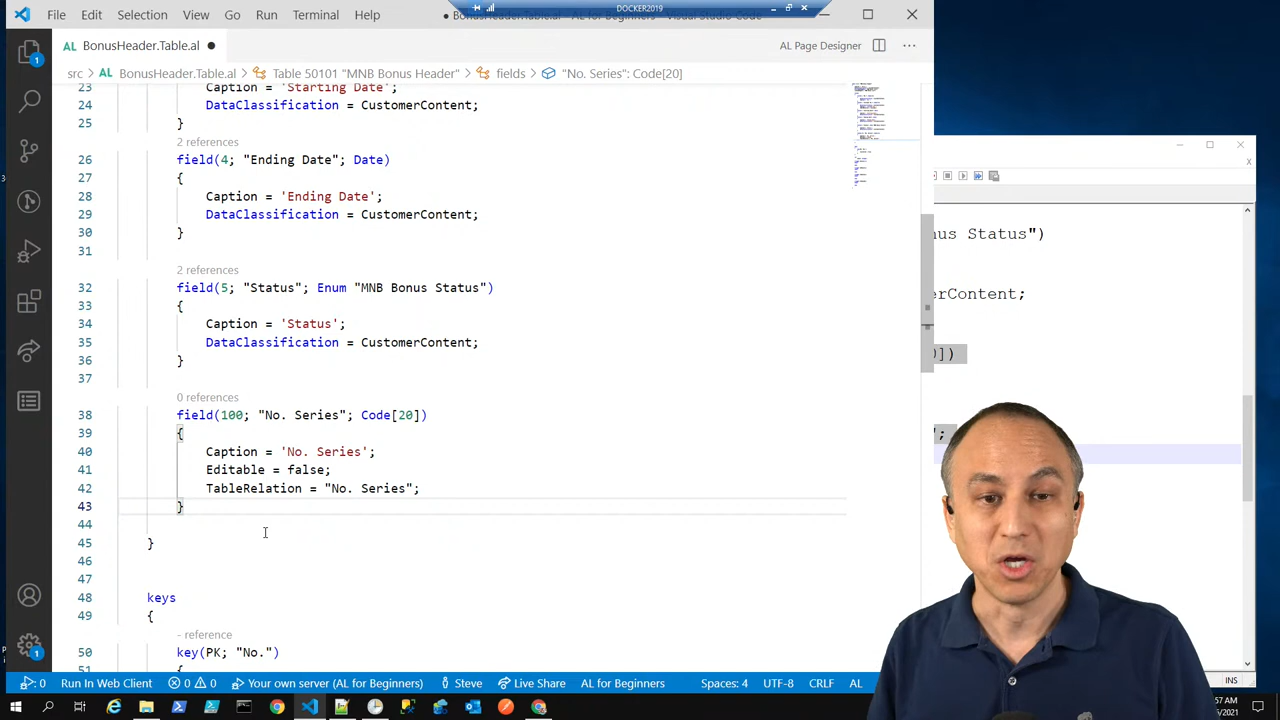 DOCKER2019
File Edit Selection View Go Run Terminal Help
AL BonusHeader.Table.al
AL Page Designer
src > AL BonusHeader.Table.al > Table 50101 "MNB Bonus Header" > fields > "No. Series": Code[20]
23 Caption = 'Starting Date';
24 DataClassification = CustomerContent;
25
2 references
26 field(4; "Ending Date"; Date)
27 {
28 Caption = 'Ending Date';
29 DataClassification = CustomerContent;
30 }
31
2 references
32 field(5; "Status"; Enum "MNB Bonus Status")
33 {
34 Caption = 'Status';
35 DataClassification = CustomerContent;
36 }
37
0 references
38 field(100; "No. Series"; Code[20])
39 {
40 Caption = 'No. Series';
41 Editable = false;
42 TableRelation = "No. Series";
43 }
44
45 }
46
47
48 keys
49 {
- reference
50 key(PK; "No.")
51 {
nus Status")
erContent;
0])
';
INS
0 Run In Web Client 0 0 Your own server (AL for Beginners) Steve Live Share AL for Beginners Spaces: 4 UTF-8 CRLF AL